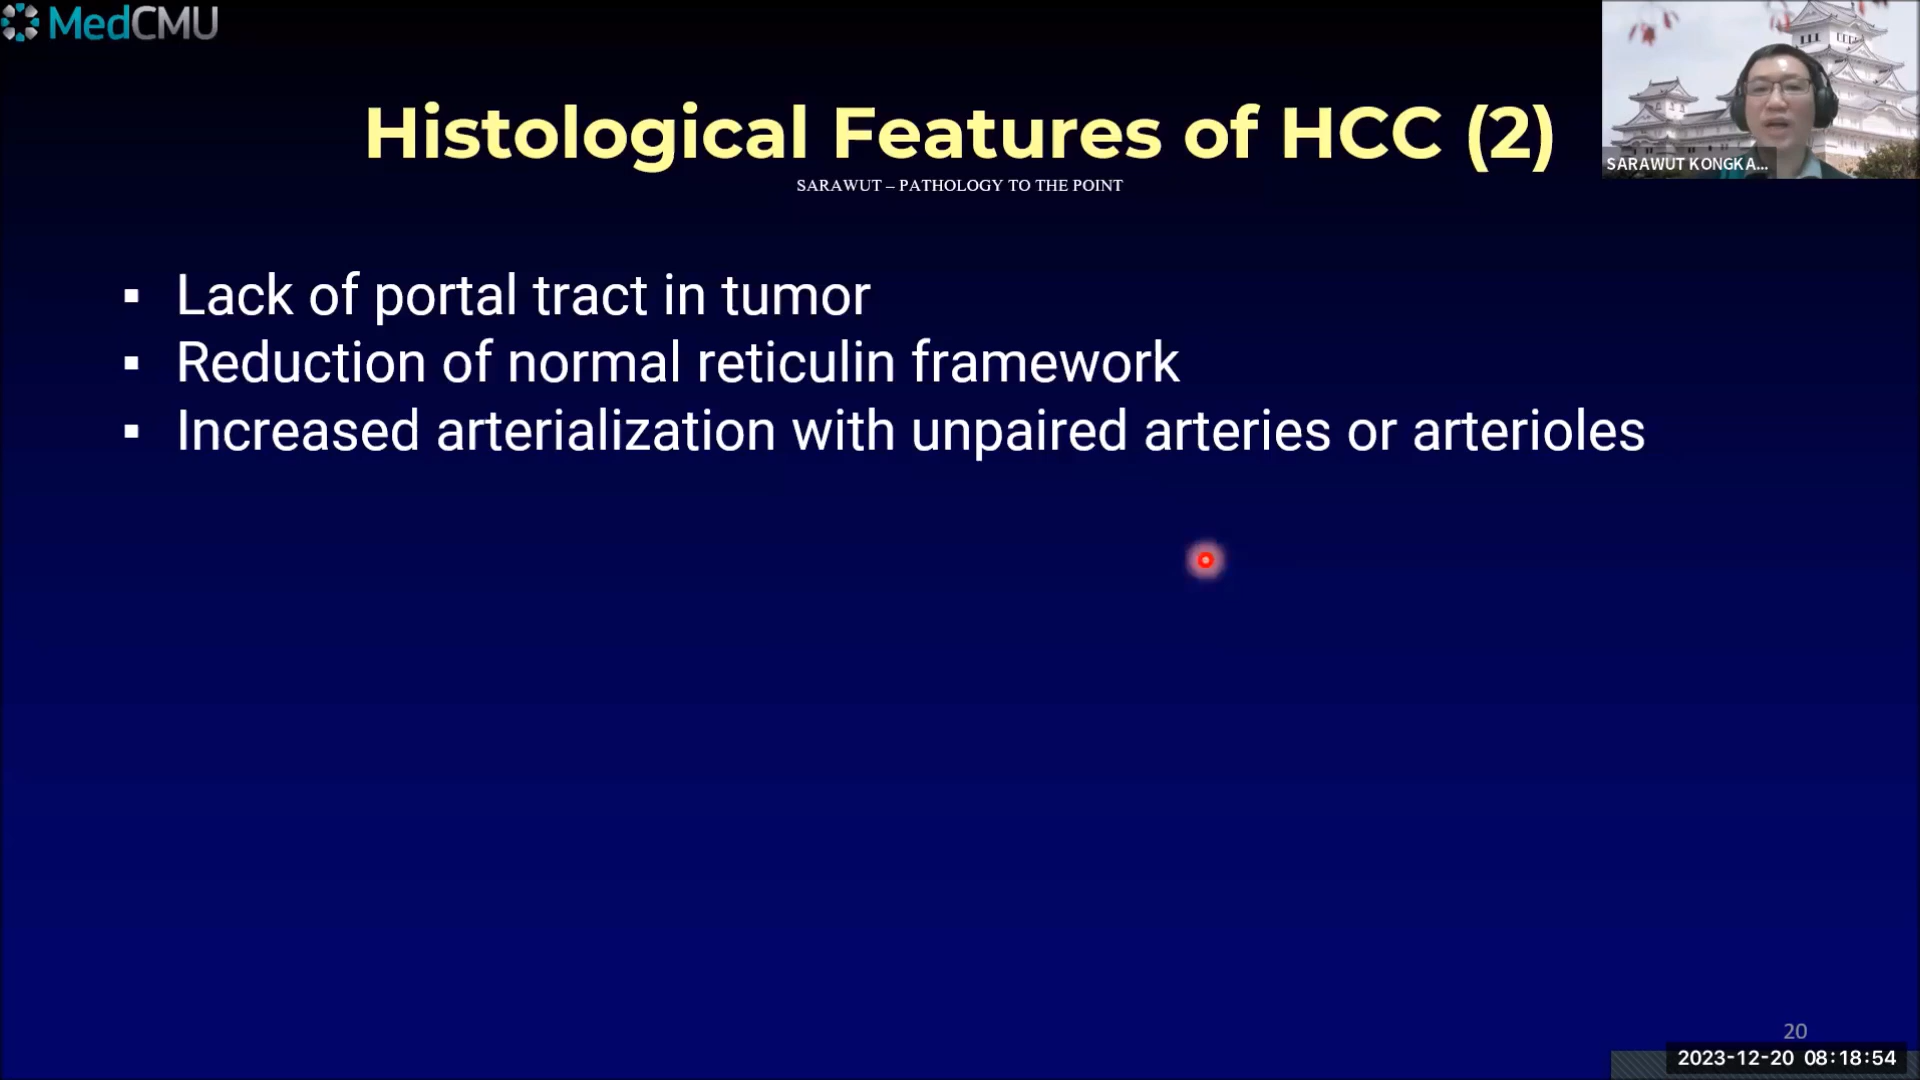 MedCMU
Histological Features of HCC (2)
SARAWUT – PATHOLOGY TO THE POINT
SARAWUT KONGKA...
▪ Lack of portal tract in tumor
▪ Reduction of normal reticulin framework
▪ Increased arterialization with unpaired arteries or arterioles
20
2023-12-20 08:18:54